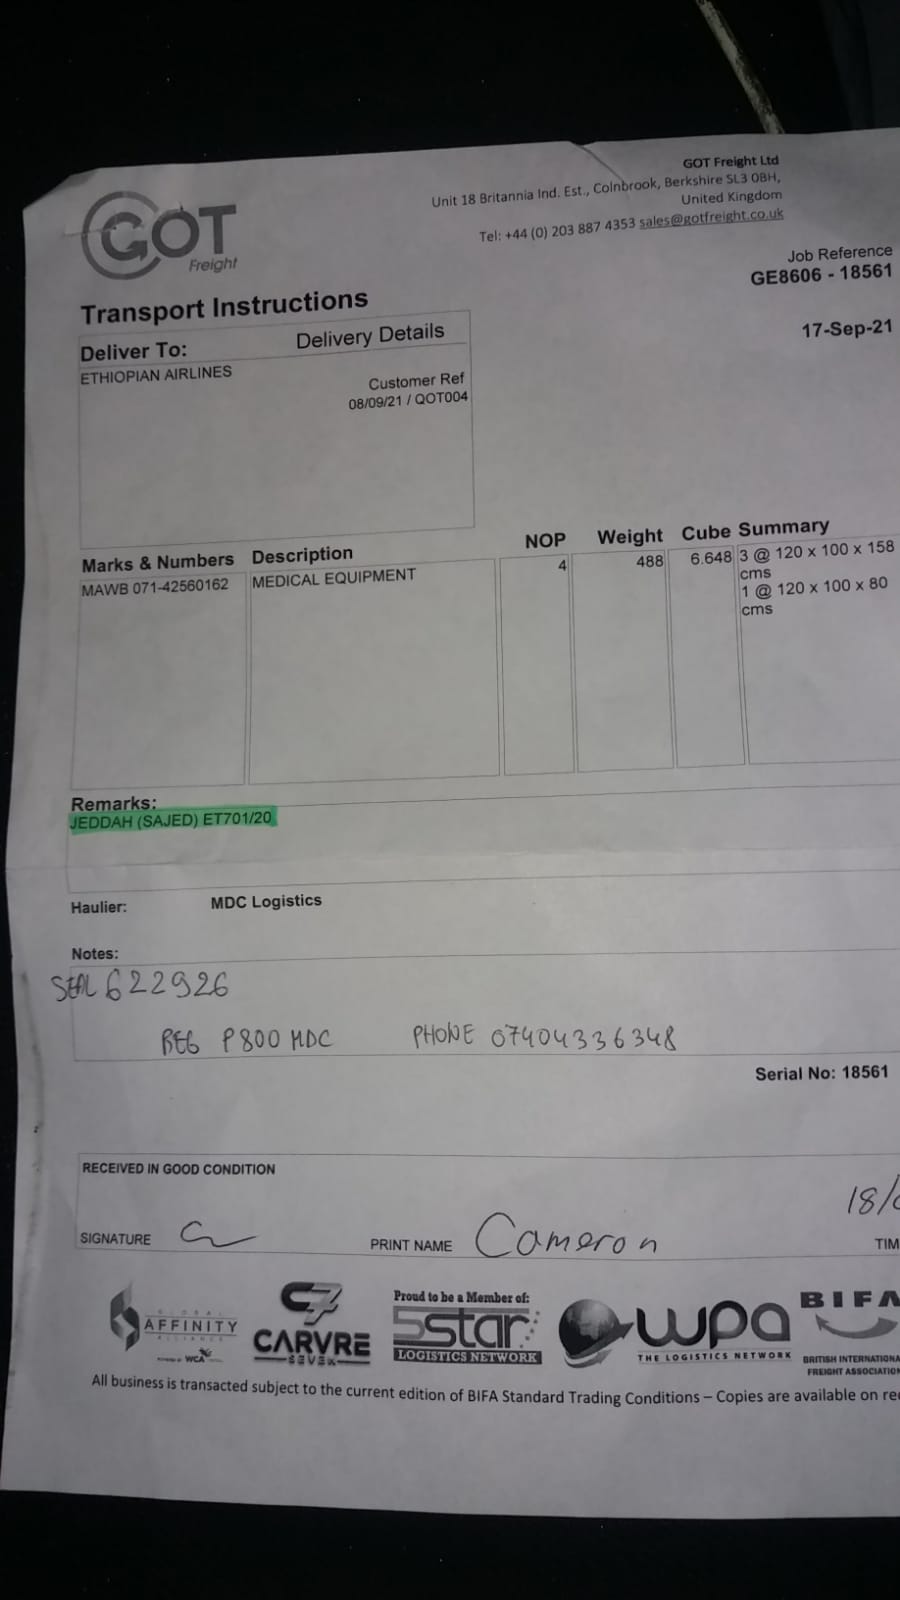 GOT
Freight
GOT Freight Ltd
Unit 18 Britannia Ind. Est., Colnbrook, Berkshire SL3 0BH,
United Kingdom
Tel: +44 (0) 203 887 4353 sales@gotfreight.co.uk
Job Reference
GE8606 - 18561
17-Sep-21
Transport Instructions
Deliver To: Delivery Details
ETHIOPIAN AIRLINES
Customer Ref
08/09/21 / QOT004
Marks & Numbers Description NOP Weight Cube Summary
MAWB 071-42560162 MEDICAL EQUIPMENT 4 488 6.648 3 @ 120 x 100 x 158
cms
1 @ 120 x 100 x 80
cms
Remarks:
JEDDAH (SAJED) ET701/20
Haulier: MDC Logistics
Notes:
SEAL 622926
REG P800 MDC PHONE 07404336348
Serial No: 18561
RECEIVED IN GOOD CONDITION
18/
SIGNATURE PRINT NAME Cameron TIM
GLOBAL
AFFINITY
ALLIANCE
WCA
C7
CARVRE
SEVEN
Proud to be a Member of:
5star
LOGISTICS NETWORK
wpa
THE LOGISTICS NETWORK
BIFA
BRITISH INTERNATIONA
FREIGHT ASSOCIATION
All business is transacted subject to the current edition of BIFA Standard Trading Conditions – Copies are available on re